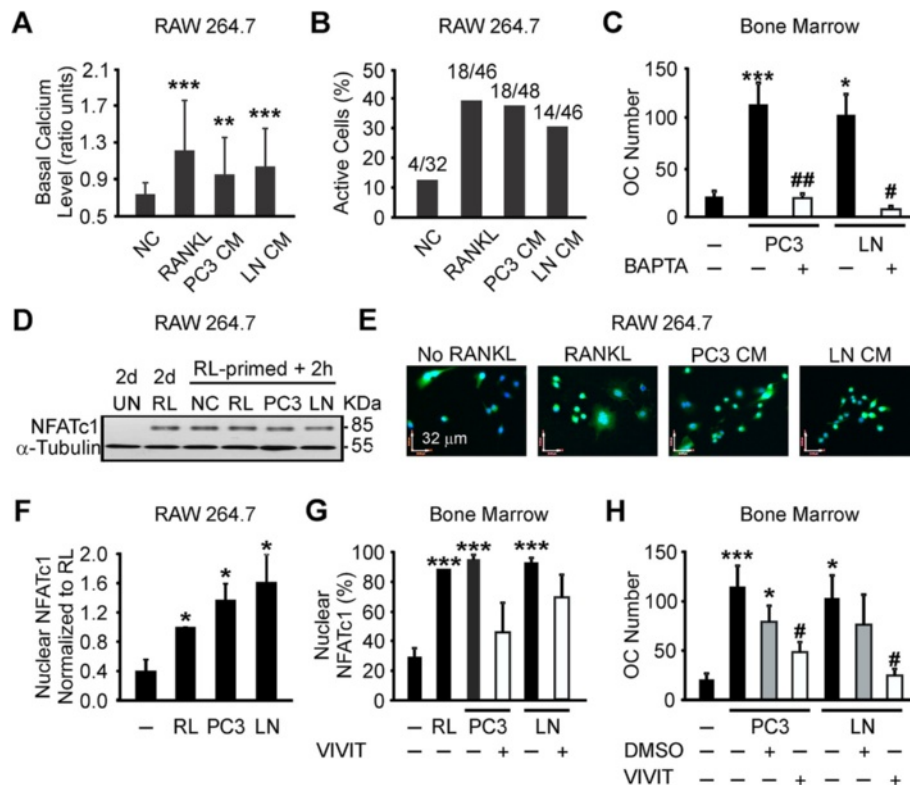 A RAW 264.7
Basal Calcium
Level (ratio units)
2.1
1.7
1.3
0.9
0.5
***
**
***
NC
RANKL
PC3 CM
LN CM
B RAW 264.7
Active Cells (%)
50
40
30
20
10
0
4/32
18/46
18/48
14/46
NC
RANKL
PC3 CM
LN CM
C Bone Marrow
OC Number
150
100
50
0
***
##
*
#
PC3 LN
BAPTA – – + – +
D RAW 264.7
RL-primed + 2h
2d 2d
UN RL NC RL PC3 LN KDa
NFATc1 85
α-Tubulin 55
E RAW 264.7
No RANKL RANKL PC3 CM LN CM
32 μm
F RAW 264.7
Nuclear NFATc1
Normalized to RL
2.0
1.6
1.2
0.8
0.4
0.0
*
*
*
– RL PC3 LN
G Bone Marrow
Nuclear
NFATc1 (%)
100
80
60
40
20
0
***
***
***
– RL PC3 LN
VIVIT – – – + – +
H Bone Marrow
OC Number
150
100
50
0
***
*
#
*
#
– PC3 LN
DMSO – – + – – + –
VIVIT – – – + – – +